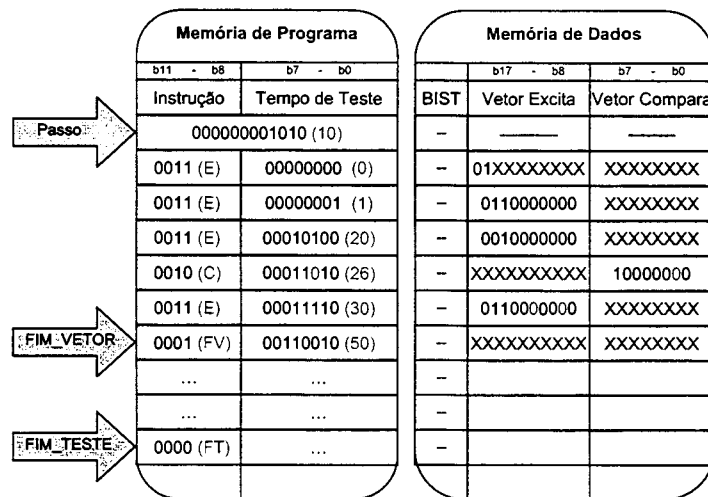 Memória de Programa Memória de Dados
b11 - b8 b7 - b0 b17 - b8 b7 - b0
Instrução Tempo de Teste BIST Vetor Excita Vetor Compara
Passo 000000001010 (10) –
0011 (E) 00000000 (0) – 01XXXXXXXX XXXXXXXX
0011 (E) 00000001 (1) – 0110000000 XXXXXXXX
0011 (E) 00010100 (20) – 0010000000 XXXXXXXX
0010 (C) 00011010 (26) – XXXXXXXXXX 10000000
0011 (E) 00011110 (30) – 0110000000 XXXXXXXX
FIM_VETOR 0001 (FV) 00110010 (50) – XXXXXXXXXX XXXXXXXX
... ... –
... ... –
FIM_TESTE 0000 (FT) ... –